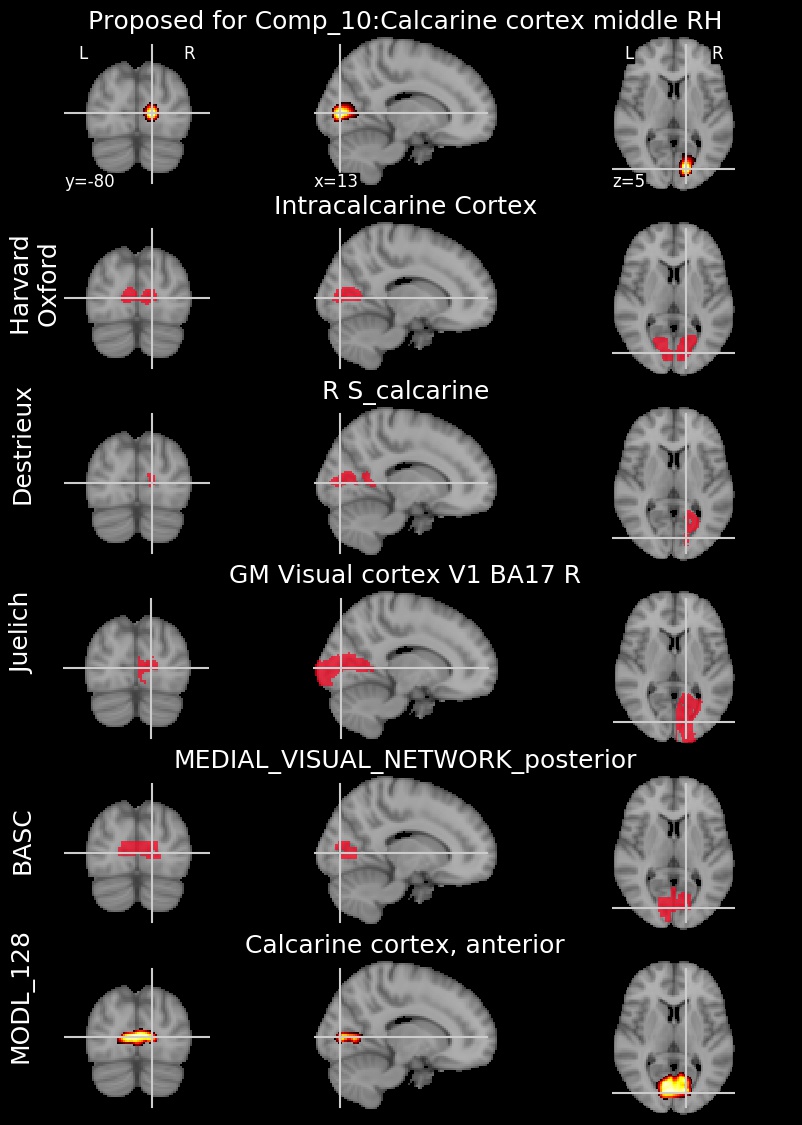 Proposed for Comp_10:Calcarine cortex middle RH
L R L R
y=-80 x=13 z=5
Intracalcarine Cortex
Harvard
Oxford
R S_calcarine
Destrieux
GM Visual cortex V1 BA17 R
Juelich
MEDIAL_VISUAL_NETWORK_posterior
BASC
Calcarine cortex, anterior
MODL_128